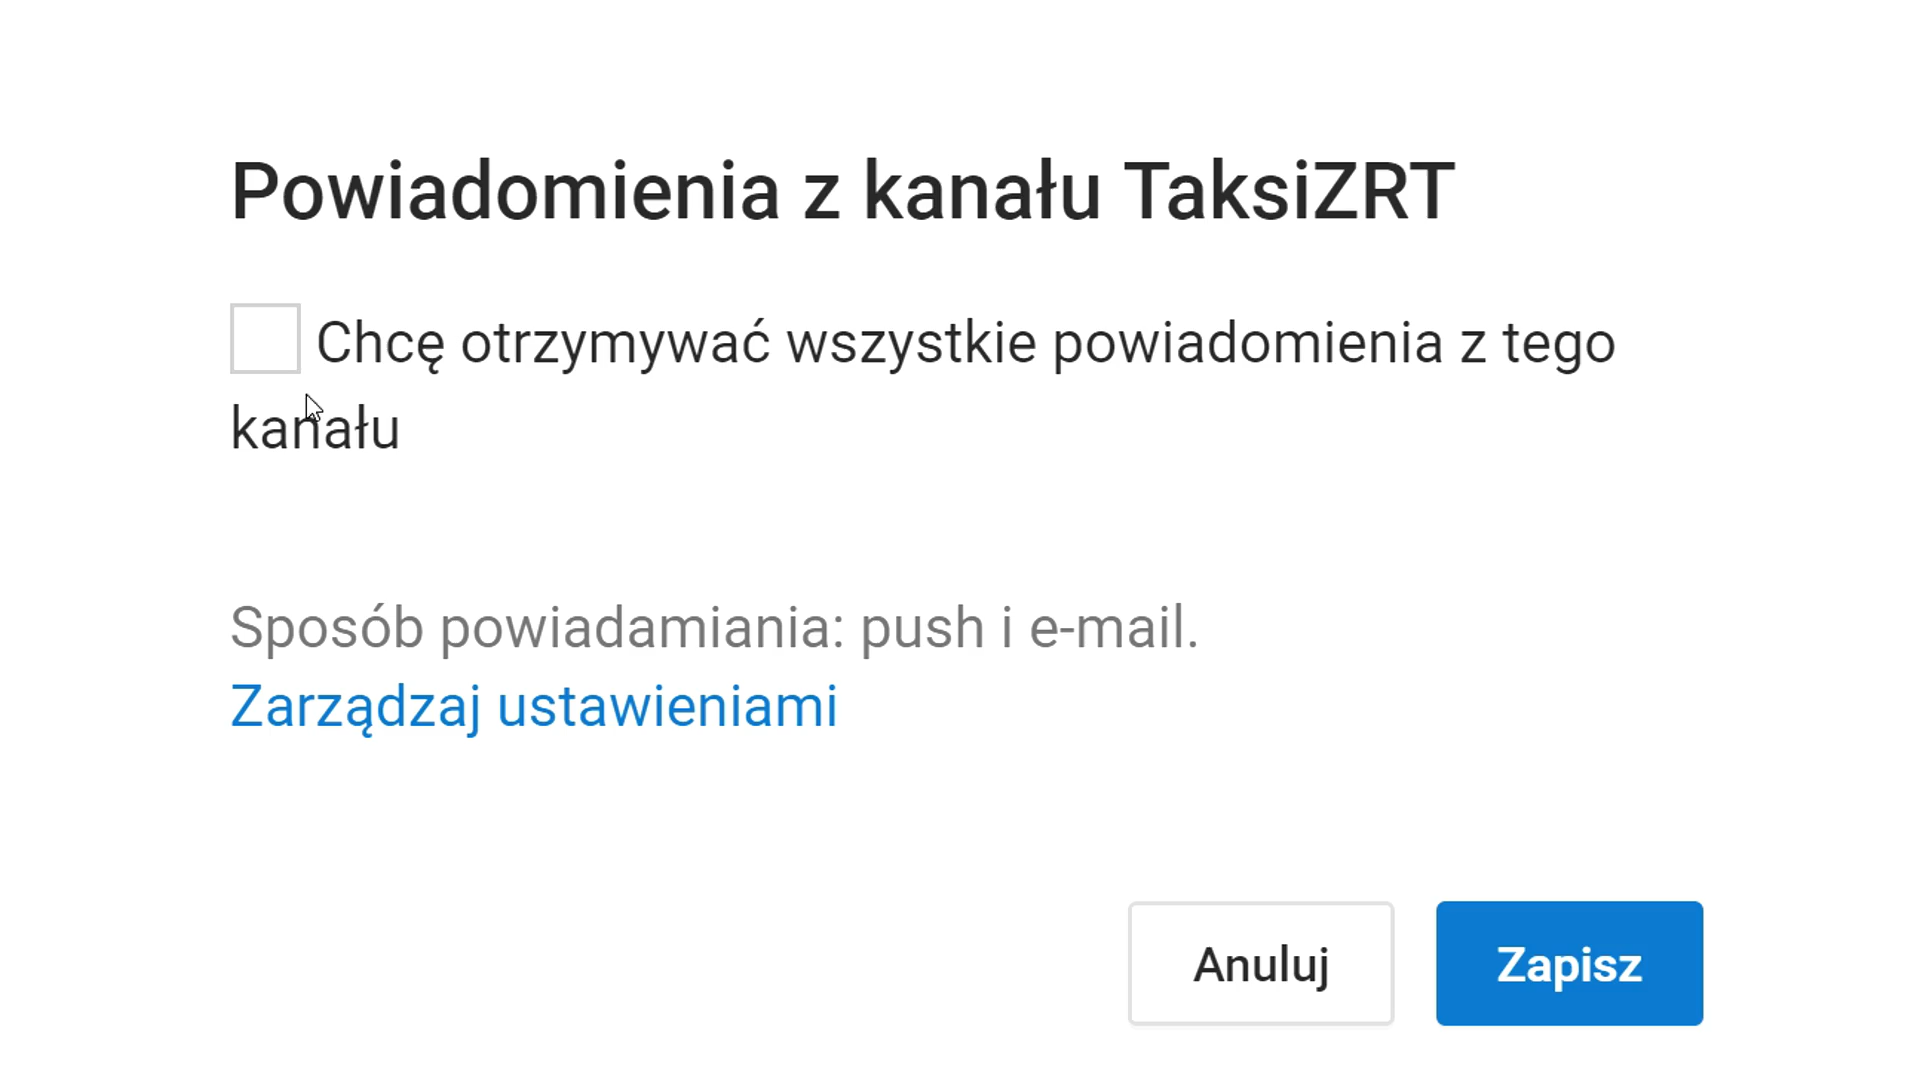 Powiadomienia z kanału TaksiZRT
Chcę otrzymywać wszystkie powiadomienia z tego
kanału
Sposób powiadamiania: push i e-mail.
Zarządzaj ustawieniami
Anuluj
Zapisz